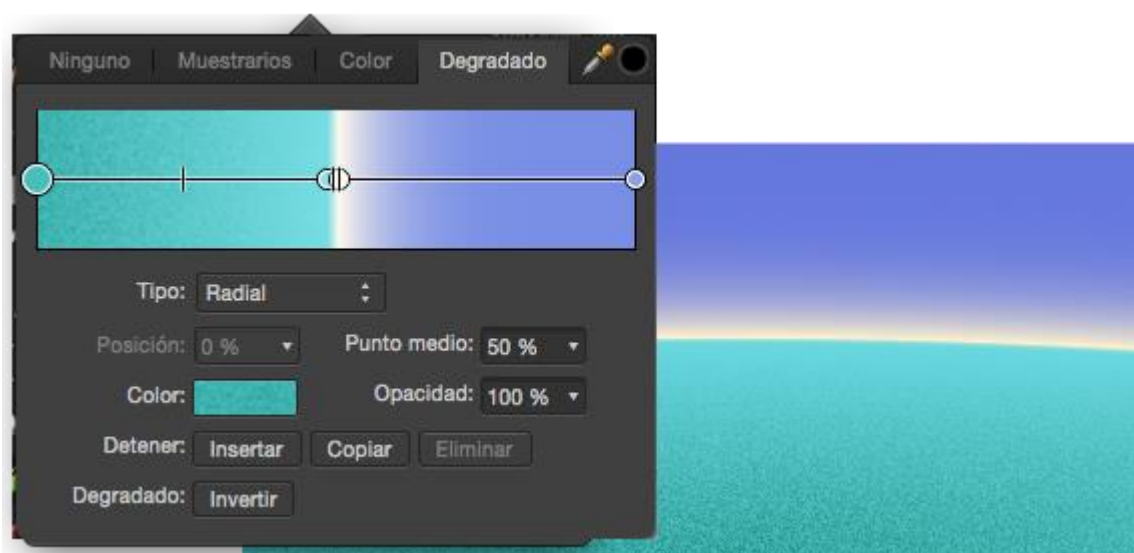 Ninguno Muestrarios Color Degradado
Tipo: Radial
Posición: 0 % Punto medio: 50 %
Color: Opacidad: 100 %
Detener: Insertar Copiar Eliminar
Degradado: Invertir